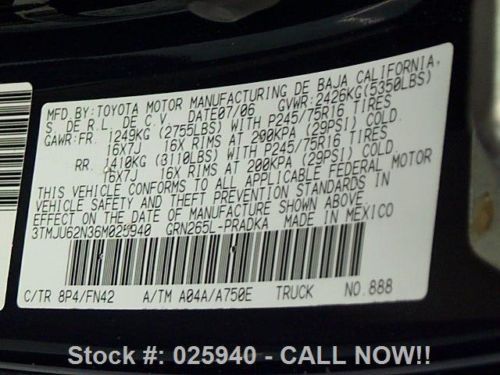 MFD. BY: TOYOTA MOTOR MANUFACTURING DE BAJA CALIFORNIA,
S. DE R.L. DE C.V. DATE07/06 GVWR: 2426KG(5350LBS)
GAWR:FR. 1249KG (2755LBS) WITH P245/75R16 TIRES
16X7J 16X RIMS AT 200KPA (29PSI) COLD.
RR. 1410KG (3110LBS) WITH P245/75R16 TIRES
16X7J 16X RIMS AT 200KPA (29PSI) COLD.
THIS VEHICLE CONFORMS TO ALL APPLICABLE FEDERAL MOTOR
VEHICLE SAFETY AND THEFT PREVENTION STANDARDS IN
EFFECT ON THE DATE OF MANUFACTURE SHOWN ABOVE.
3TMJU62N36M025940 GRN265L-PRADKA MADE IN MEXICO
C/TR 8P4/FN42 A/TM A04A/A750E TRUCK NO.888
Stock #: 025940 - CALL NOW!!